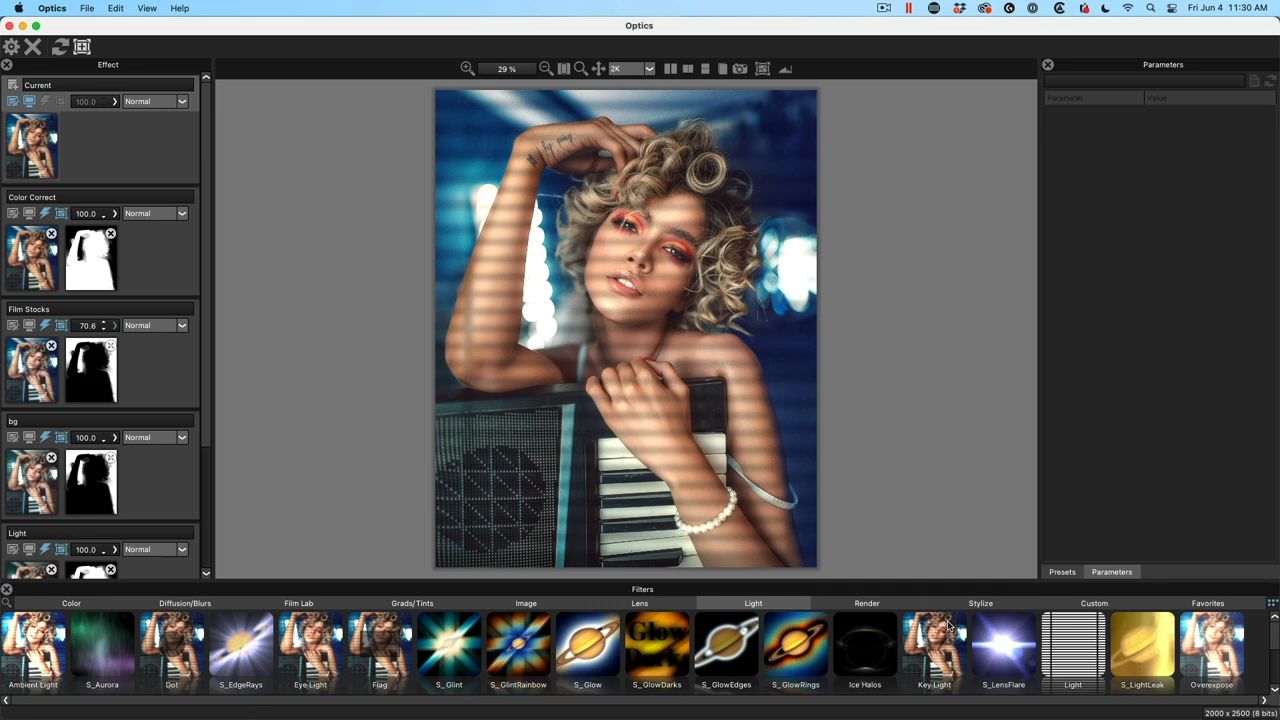 Optics File Edit View Help Fri Jun 4 11:30 AM
Optics
Effect
29 %
2K
Parameters
Current
Parameter Value
100.0 Normal
Color Correct
100.0 Normal
Film Stocks
70.6 Normal
bg
100.0 Normal
Light
100.0 Normal
Presets Parameters
Filters
Color Diffusion/Blurs Film Lab Grads/Tints Image Lens Light Render Stylize Custom Favorites
Glow
Ambient Light S_Aurora Dot S_EdgeRays Eye Light Flag S_Glint S_GlintRainbow S_Glow S_GlowDarks S_GlowEdges S_GlowRings Ice Halos Key Light S_LensFlare Light S_LightLeak Overexpose
2000 x 2500 (8 bits)